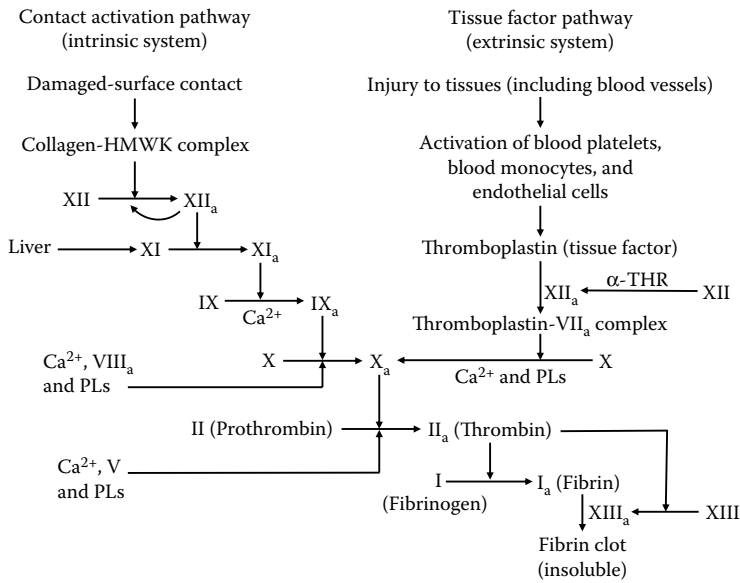 Contact activation pathway
(intrinsic system)
Tissue factor pathway
(extrinsic system)
Damaged-surface contact
Injury to tissues (including blood vessels)
Collagen-HMWK complex
Activation of blood platelets,
blood monocytes, and
endothelial cells
XII
XIIₐ
Liver
XI
XIₐ
Thromboplastin (tissue factor)
IX
Ca²⁺
IXₐ
XIIₐ
α-THR
XII
Thromboplastin-VIIₐ complex
Ca²⁺, VIIIₐ
and PLs
X
Xₐ
Ca²⁺ and PLs
X
II (Prothrombin)
IIₐ (Thrombin)
Ca²⁺, V
and PLs
I
(Fibrinogen)
Iₐ (Fibrin)
XIIIₐ
XIII
Fibrin clot
(insoluble)